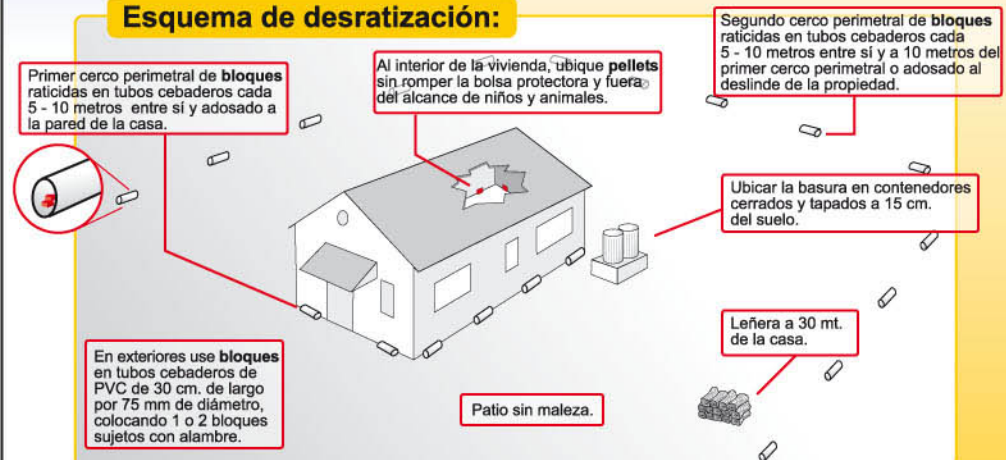 Esquema de desratización:
Primer cerco perimetral de bloques
raticidas en tubos cebaderos cada
5 - 10 metros entre sí y adosado a
la pared de la casa.
Al interior de la vivienda, ubique pellets
sin romper la bolsa protectora y fuera
del alcance de niños y animales.
Segundo cerco perimetral de bloques
raticidas en tubos cebaderos cada
5 - 10 metros entre sí y a 10 metros del
primer cerco perimetral o adosado al
deslinde de la propiedad.
Ubicar la basura en contenedores
cerrados y tapados a 15 cm.
del suelo.
Leñera a 30 mt.
de la casa.
En exteriores use bloques
en tubos cebaderos de
PVC de 30 cm. de largo
por 75 mm de diámetro,
colocando 1 o 2 bloques
sujetos con alambre.
Patio sin maleza.